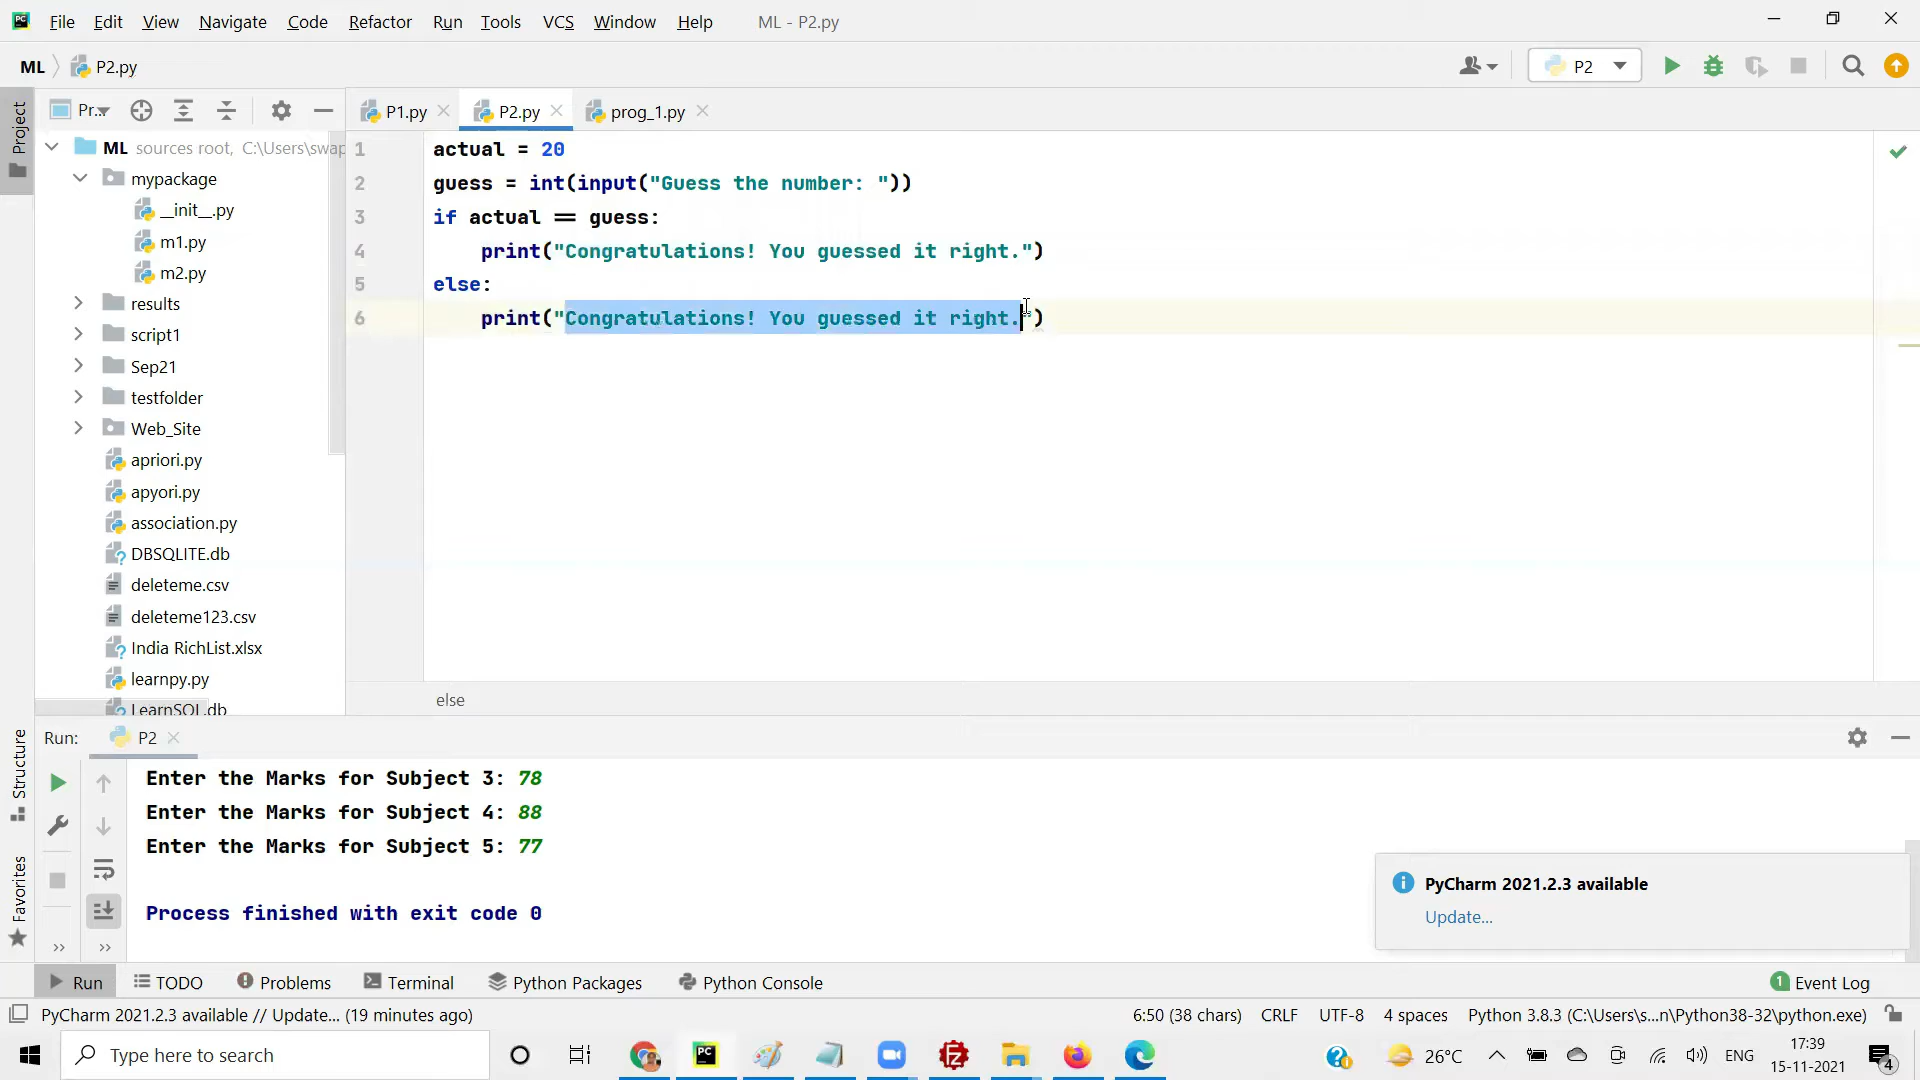 File Edit View Navigate Code Refactor Run Tools VCS Window Help ML - P2.py
ML P2.py P2
Project Pr... P1.py P2.py prog_1.py
ML sources root, C:\Users\swap
mypackage
__init__.py
m1.py
m2.py
results
script1
Sep21
testfolder
Web_Site
apriori.py
apyori.py
association.py
DBSQLITE.db
deleteme.csv
deleteme123.csv
India RichList.xlsx
learnpy.py
LearnSQL.db
1 actual = 20
2 guess = int(input("Guess the number: "))
3 if actual == guess:
4 print("Congratulations! You guessed it right.")
5 else:
6 print("Congratulations! You guessed it right.")
else
Run: P2
Structure
Favorites
Enter the Marks for Subject 3: 78
Enter the Marks for Subject 4: 88
Enter the Marks for Subject 5: 77
Process finished with exit code 0
PyCharm 2021.2.3 available
Update...
Run TODO Problems Terminal Python Packages Python Console 1 Event Log
PyCharm 2021.2.3 available // Update... (19 minutes ago) 6:50 (38 chars) CRLF UTF-8 4 spaces Python 3.8.3 (C:\Users\s...n\Python38-32\python.exe)
Type here to search 26°C ENG 17:39
15-11-2021 4